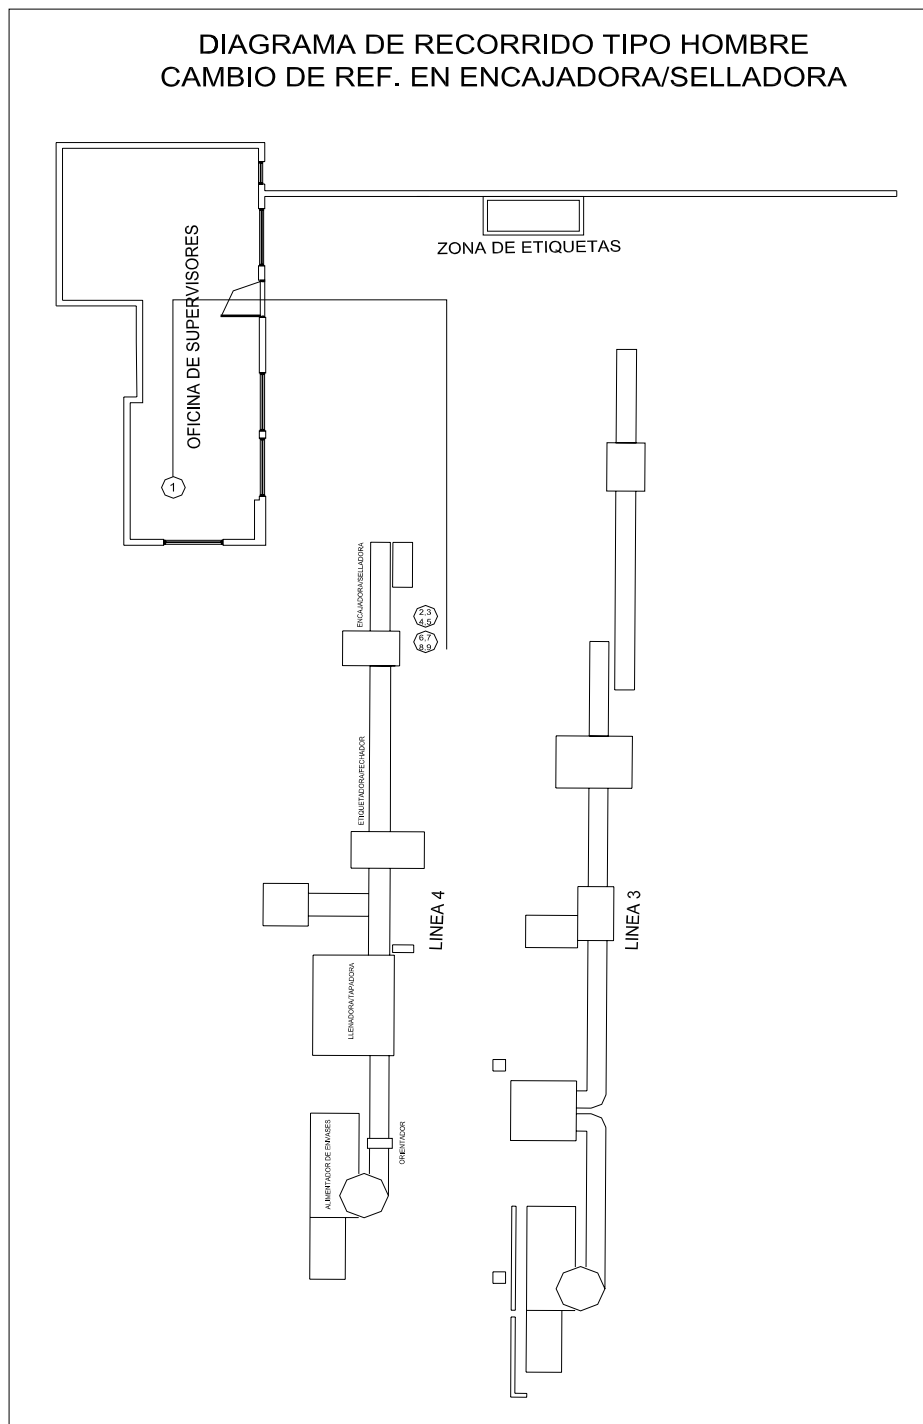 DIAGRAMA DE RECORRIDO TIPO HOMBRE
CAMBIO DE REF. EN ENCAJADORA/SELLADORA
OFICINA DE SUPERVISORES
ZONA DE ETIQUETAS
1
ENCAJADORA/SELLADORA
2,3
4,5
6,7
8,9
ETIQUETADORA/FECHADOR
LINEA 4
LINEA 3
LLENADORA/TAPADORA
ALIMENTADOR DE ENVASES
ORIENTADOR